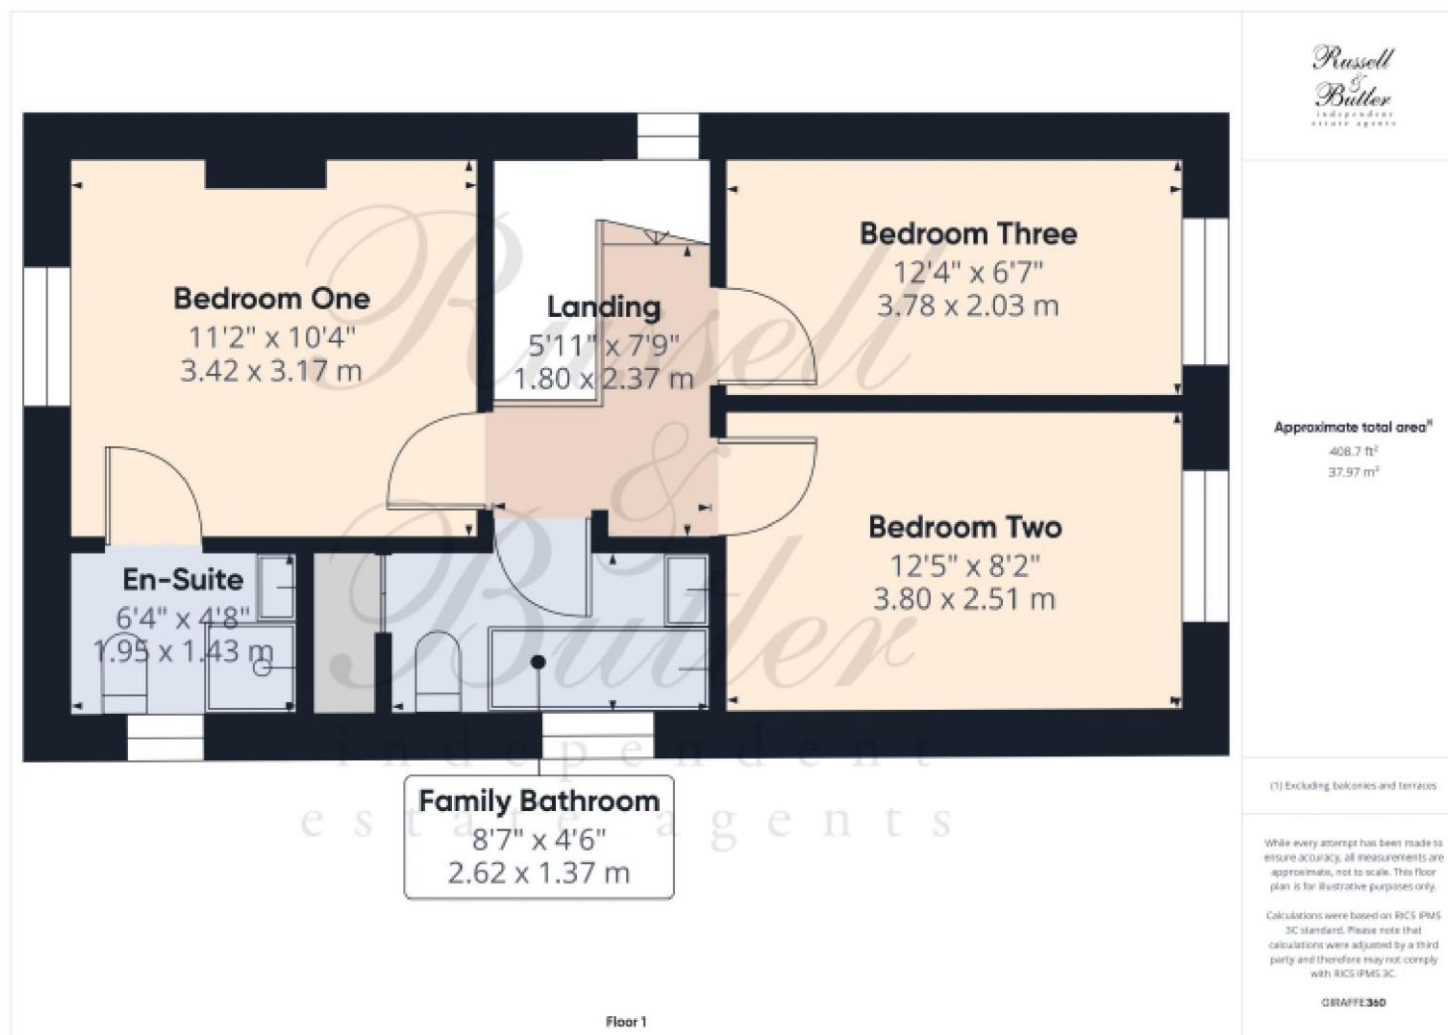 Russell
&
Butler
independent
estate agents
Bedroom One
11'2" x 10'4"
3.42 x 3.17 m
Landing
5'11" x 7'9"
1.80 x 2.37 m
Bedroom Three
12'4" x 6'7"
3.78 x 2.03 m
Bedroom Two
12'5" x 8'2"
3.80 x 2.51 m
En-Suite
6'4" x 4'8"
1.95 x 1.43 m
Family Bathroom
8'7" x 4'6"
2.62 x 1.37 m
Russell
&
Butler
independent
estate agents
Floor 1
Approximate total area⁽¹⁾
408.7 ft²
37.97 m²
(1) Excluding balconies and terraces
While every attempt has been made to
ensure accuracy, all measurements are
approximate, not to scale. This floor
plan is for illustrative purposes only.
Calculations were based on RICS IPMS
3C standard. Please note that
calculations were adjusted by a third
party and therefore may not comply
with RICS IPMS 3C.
GIRAFFE360